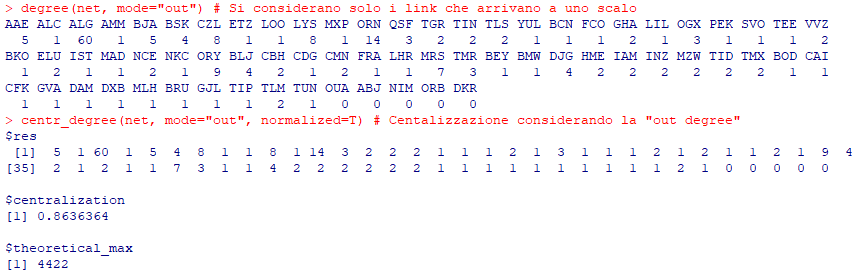 > degree(net, mode="out") # Si considerano solo i link che arrivano a uno scalo
AAE ALC ALG AMM BJA BSK CZL ETZ LOO LYS MXP ORN QSF TGR TIN TLS YUL BCN FCO GHA LIL OGX PEK SVO TEE VVZ
5 1 60 1 5 4 8 1 1 8 1 14 3 2 2 2 1 1 1 2 1 3 1 1 1 2
BKO ELU IST MAD NCE NKC ORY BLJ CBH CDG CMN FRA LHR MRS TMR BEY BMW DJG HME IAM INZ MZW TID TMX BOD CAI
1 2 1 1 2 1 9 4 2 1 2 1 1 7 3 1 1 4 2 2 2 2 2 2 1 1
CFK GVA DAM DXB MLH BRU GJL TIP TLM TUN OUA ABJ NIM ORB DKR
1 1 1 1 1 1 1 1 2 1 0 0 0 0 0
> centr_degree(net, mode="out", normalized=T) # Centalizzazione considerando la "out degree"
$res
[1] 5 1 60 1 5 4 8 1 1 8 1 14 3 2 2 2 1 1 1 2 1 3 1 1 1 2 1 2 1 1 2 1 9 4
[35] 2 1 2 1 1 7 3 1 1 4 2 2 2 2 2 2 1 1 1 1 1 1 1 1 1 1 2 1 0 0 0 0 0
$centralization
[1] 0.8636364
$theoretical_max
[1] 4422